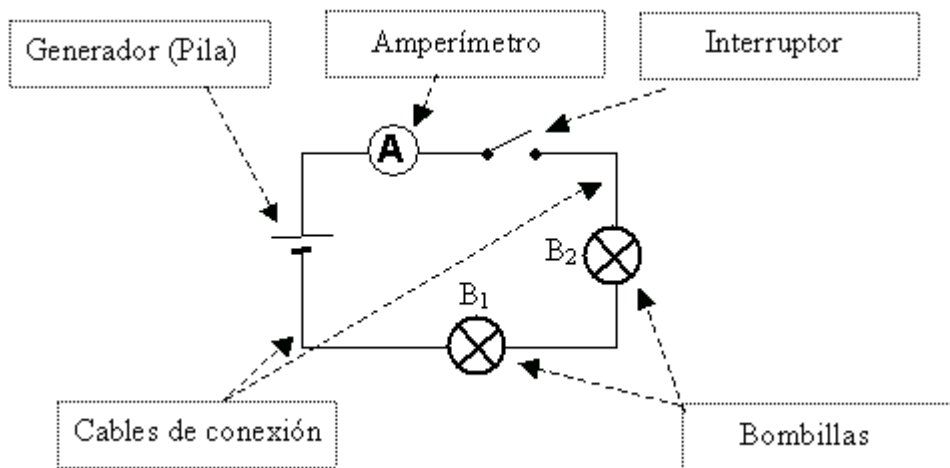 Generador (Pila)
Amperímetro
Interruptor
A
B₂
B₁
Cables de conexión
Bombillas